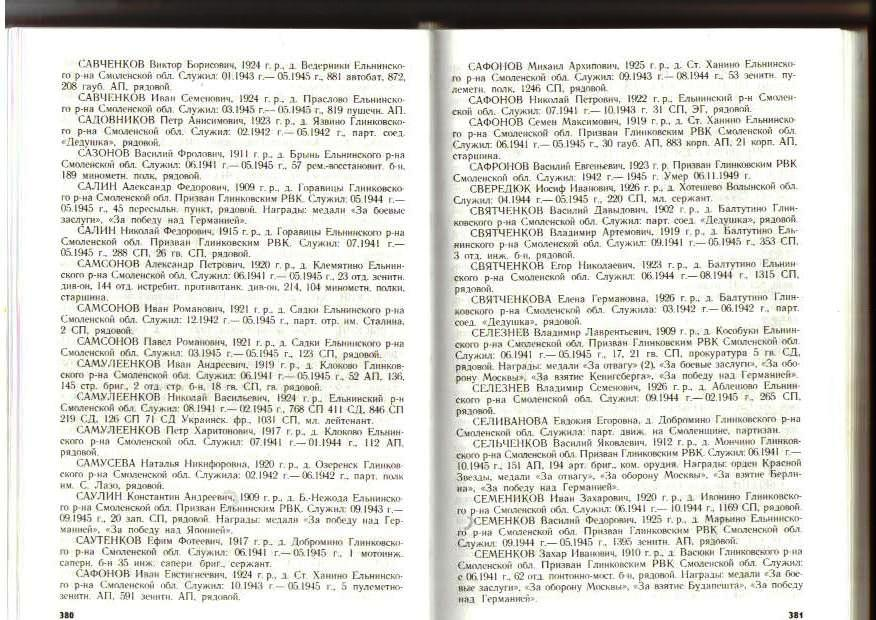 САВЧЕНКОВ Виктор Борисович, 1924 г. р., д. Ведерники Ельнинско-
го р-на Смоленской обл. Служил: 01.1943 г.— 05.1945 г., 881 автобат, 872,
208 гауб. АП, рядовой.
САВЧЕНКОВ Иван Семенович, 1924 г. р., д. Праслово Ельнинско-
го р-на Смоленской обл. Служил: 03.1945 г.— 05.1945 г., 819 пушечн. АП.
САДОВНИКОВ Петр Анисимович, 1923 г. р., д. Язвино Ельнинско-
го р-на Смоленской обл. Служил: 02.1942 г.— 05.1942 г., парт. соед.
«Дедушка», рядовой.
САЗОНОВ Василий Фролович, 1911 г. р., д. Брынь Ельнинского р-на
Смоленской обл. Служил: 06.1941 г.— 05.1945 г., 57 рем.-восстановит. б-н,
189 минометн. полк, рядовой.
САЛИН Александр Федорович, 1909 г. р., д. Горавицы Глинковско-
го р-на Смоленской обл. Призван Глинковским РВК. Служил: 05.1944 г.—
05.1945 г., 45 пересыльн. пункт, рядовой. Награды: медали «За боевые
заслуги», «За победу над Германией».
САЛИН Николай Федорович, 1915 г. р., д. Горавицы Ельнинского р-на
Смоленской обл. Призван Глинковским РВК. Служил: 07.1941 г.—
05.1945 г., 288 СП, 26 гв. СП, рядовой.
САМСОНОВ Александр Петрович, 1920 г. р., д. Клемятино Ельнин-
ского р-на Смоленской обл. Служил: 06.1941 г.— 05.1945 г., 23 отд. зенитн.
див-он, 144 отд. истребит. противотанк. див-он, 214, 104 минометн. полки,
старшина.
САМСОНОВ Иван Романович, 1921 г. р., д. Садки Ельнинского р-на
Смоленской обл. Служил: 12.1942 г.— 05.1945 г., парт. отр. им. Сталина,
2 СП, рядовой.
САМСОНОВ Павел Романович, 1921 г. р., д. Садки Ельнинского р-на
Смоленской обл. Служил: 03.1945 г.— 05.1945 г., 123 СП, рядовой.
САМУЛЕЕНКОВ Иван Андреевич, 1919 г. р., д. Клоково Глинков-
ского р-на Смоленской обл. Служил: 06.1941 г.— 05.1945 г., 52 АП, 136,
145 стр. бриг., 2 отд. стр. б-н, 18 гв. СП, гв. рядовой.
САМУЛЕЕНКОВ Николай Васильевич, 1924 г. р., Ельнинский р-н
Смоленской обл. Служил: 08.1941 г.— 02.1945 г., 768 СП 411 СД, 846 СП
219 СД, 126 СП 71 СД Украинск. фр., 1031 СП, мл. лейтенант.
САМУЛЕЕНКОВ Петр Харитонович, 1917 г. р., д. Клоково Ельнин-
ского р-на Смоленской обл. Служил: 07.1941 г.— 01.1944 г., 112 АП,
рядовой.
САМУСЕВА Наталья Никифоровна, 1920 г. р., д. Озеренск Глинков-
ского р-на Смоленской обл. Служила: 02.1942 г.— 06.1942 г., парт. полк
им. С. Лазо, рядовой.
САУЛИН Константин Андреевич, 1909 г. р., д. Б.-Нежода Ельнинско-
го р-на Смоленской обл. Призван Ельнинским РВК. Служил: 09.1943 г.—
09.1945 г., 20 зап. СП, рядовой. Награды: медали «За победу над Гер-
манией», «За победу над Японией».
САУТЕНКОВ Ефим Фотеевич, 1917 г. р., д. Добромино Глинковско-
го р-на Смоленской обл. Служил: 06.1941 г.— 05.1945 г., 1 мотоинж.
саперн. б-н 35 инж. саперн. бриг., сержант.
САФОНОВ Иван Евстигнеевич, 1924 г. р., д. Ст. Ханино Ельнинско-
го р-на Смоленской обл. Служил: 10.1943 г.— 05.1945 г., 5 пулеметно-
зенитн. АП, 591 зенитн. АП, рядовой.
380
САФОНОВ Михаил Архипович, 1925 г. р., д. Ст. Ханино Ельнинско-
го р-на Смоленской обл. Служил: 09.1943 г.— 08.1944 г., 53 зенитн. пу-
леметн. полк, 1246 СП, рядовой.
САФОНОВ Николай Петрович, 1922 г. р., Ельнинский р-н Смолен-
ской обл. Служил: 07.1941 г.— 10.1943 г. 31 СП, ЭГ, рядовой.
САФОНОВ Семен Максимович, 1919 г. р., д. Ст. Ханино Ельнинско-
го р-на Смоленской обл. Призван Глинковским РВК Смоленской обл.
Служил: 06.1941 г.— 05.1945 г., 30 гауб. АП, 883 корп. АП, 21 корп. АП,
старшина.
САФРОНОВ Василий Евгеньевич, 1923 г. р. Призван Глинковским РВК
Смоленской обл. Служил: 1942 г.— 1945 г. Умер 06.11.1949 г.
СВЕРЕДЮК Иосиф Иванович, 1926 г. р., д. Хотешево Волынской обл.
Служил: 04.1944 г.— 05.1945 г., 220 СП, мл. сержант.
СВЯТЧЕНКОВ Василий Давыдович, 1902 г. р., д. Балтутино Глин-
ковского р-на Смоленской обл. Служил: парт. соед. «Дедушка», рядовой.
СВЯТЧЕНКОВ Владимир Артемович, 1919 г. р., д. Балтутино Ель-
нинского р-на Смоленской обл. Служил: 09.1941 г.— 05.1945 г., 353 СП,
3 отд. инж. б-н, рядовой.
СВЯТЧЕНКОВ Егор Николаевич, 1923 г. р., д. Балтутино Ельнин-
ского р-на Смоленской обл. Служил: 06.1944 г.— 08.1944 г., 1315 СП,
рядовой.
СВЯТЧЕНКОВА Елена Германовна, 1926 г. р., д. Балтутино Глин-
ковского р-на Смоленской обл. Служила: 03.1942 г.— 06.1942 г., парт.
соед. «Дедушка», рядовой.
СЕЛЕЗНЕВ Владимир Лаврентьевич, 1909 г. р., д. Кособуки Ельнин-
ского р-на Смоленской обл. Призван Глинковским РВК Смоленской обл.
Служил: 06.1941 г.— 05.1945 г., 17, 21 гв. СП, прокуратура 5 гв. СД,
рядовой. Награды: медали «За отвагу» (2), «За боевые заслуги», «За обо-
рону Москвы», «За взятие Кенигсберга», «За победу над Германией».
СЕЛЕЗНЕВ Владимир Семенович, 1926 г. р., д. Аблешово Ельнин-
ского р-на Смоленской обл. Служил: 09.1944 г.— 02.1945 г., 265 СП,
рядовой.
СЕЛИВАНОВА Евдокия Егоровна, д. Добромино Глинковского р-на
Смоленской обл. Служила: парт. движ. на Смоленщине, партизан.
СЕЛЬЧЕНКОВ Василий Яковлевич, 1912 г. р., д. Мончино Глинков-
ского р-на Смоленской обл. Призван Глинковским РВК. Служил: 06.1941 г.—
10.1945 г., 151 АП, 194 арт. бриг., ком. орудия. Награды: орден Красной
Звезды, медали «За отвагу», «За оборону Москвы», «За взятие Берли-
на», «За победу над Германией».
СЕМЕНИКОВ Иван Захарович, 1920 г. р., д. Ивонино Глинковского
р-на Смоленской обл. Служил: 06.1941 г.— 10.1944 г., 1169 СП, рядовой.
СЕМЕНКОВ Василий Федорович, 1925 г. р., д. Марьино Ельнинско-
го р-на Смоленской обл. Призван Глинковским РВК Смоленской обл.
Служил: 09.1944 г.— 05.1945 г., 1395 зенитн. АП, рядовой.
СЕМЕНКОВ Захар Иванович, 1910 г. р., д. Васюки Глинковского р-на
Смоленской обл. Призван Глинковским РВК Смоленской обл. Служил:
с 06.1941 г., 62 отд. понтонно-мост. б-н, рядовой. Награды: медали «За бое-
вые заслуги», «За оборону Москвы», «За взятие Будапешта», «За победу
над Германией».
381